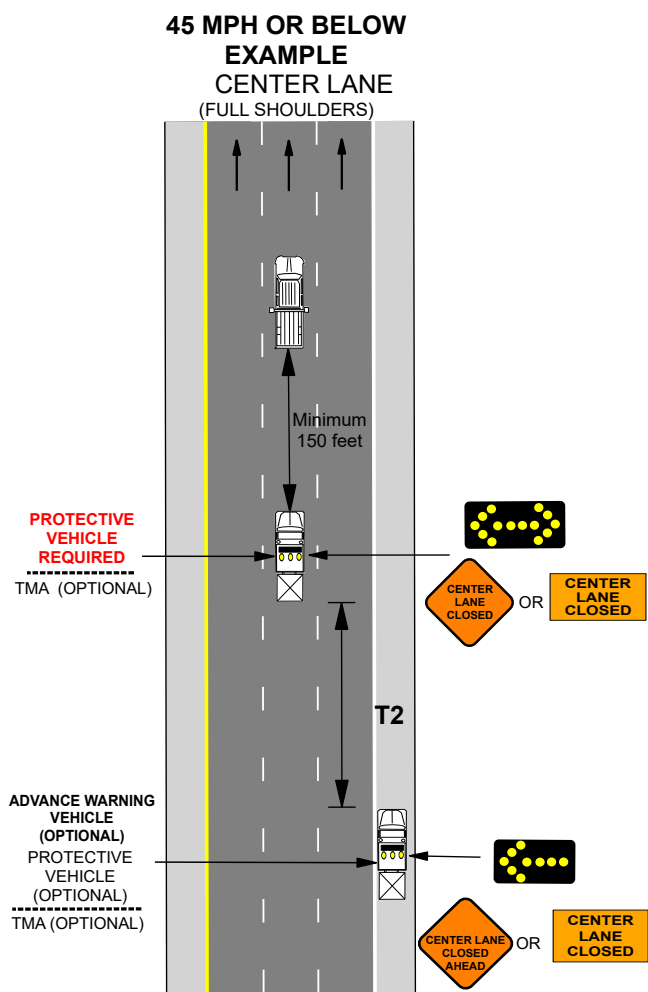 45 MPH OR BELOW
EXAMPLE
CENTER LANE
(FULL SHOULDERS)
Minimum
150 feet
PROTECTIVE
VEHICLE
REQUIRED
TMA (OPTIONAL)
CENTER
LANE
CLOSED
OR
CENTER
LANE
CLOSED
T2
ADVANCE WARNING
VEHICLE
(OPTIONAL)
PROTECTIVE
VEHICLE
(OPTIONAL)
TMA (OPTIONAL)
CENTER LANE
CLOSED
AHEAD
OR
CENTER
LANE
CLOSED